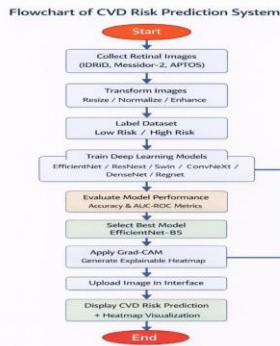 Flowchart of CVD Risk Prediction System
Start
Collect Retinal Images
(IDRiD, Messidor-2, APTOS)
Transform Images
Resize / Normalize / Enhance
Label Dataset
Low Risk / High Risk
Train Deep Learning Models
EfficientNet / ResNext / Swin / ConvNeXt /
DenseNet / Regnet
Evaluate Model Performance
Accuracy & AUC-ROC Metrics
Select Best Model
EfficientNet-B5
Apply Grad-CAM
Generate Explainable Heatmap
Upload Image in Interface
Display CVD Risk Prediction
+ Heatmap Visualization
End